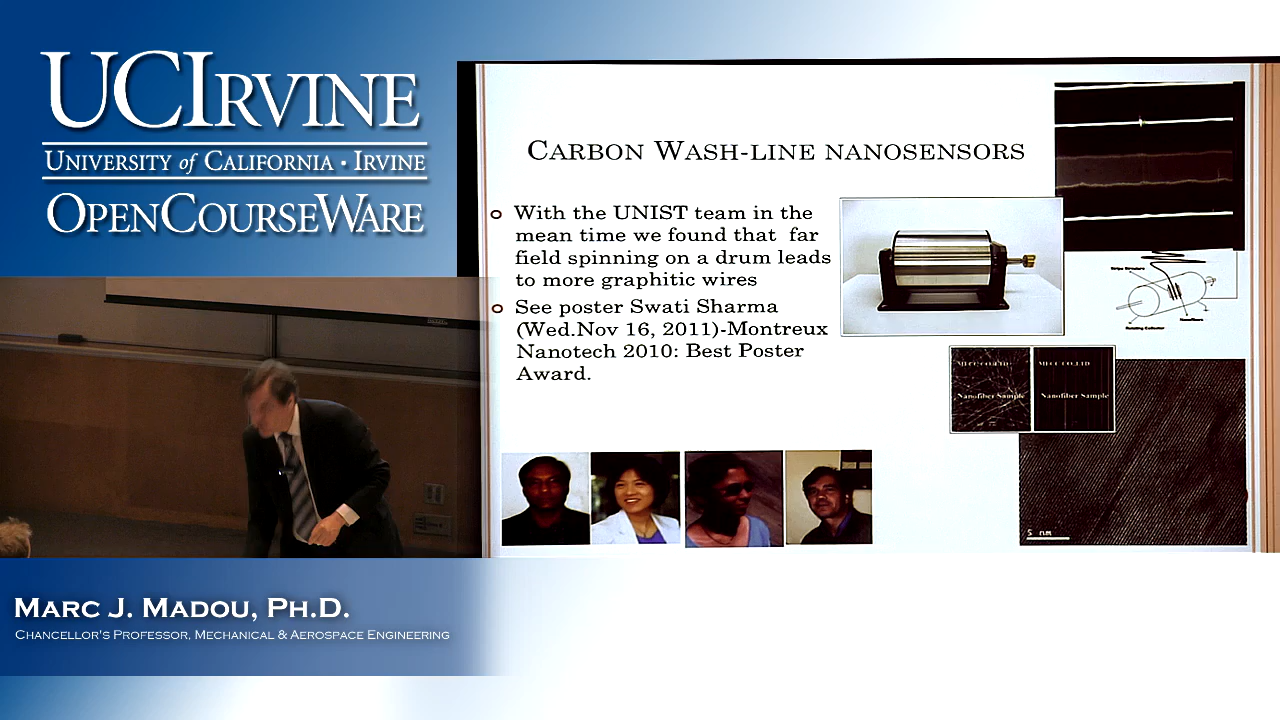 UCIRVINE
UNIVERSITY of CALIFORNIA · IRVINE
OPENCOURSEWARE
CARBON WASH-LINE NANOSENSORS
With the UNIST team in the
mean time we found that far
field spinning on a drum leads
to more graphitic wires
See poster Swati Sharma
(Wed.Nov 16, 2011)-Montreux
Nanotech 2010: Best Poster
Award.
Rotating Collector
Nanofiber Sample
Nanofiber Sample
5 nm
MARC J. MADOU, PH.D.
CHANCELLOR'S PROFESSOR, MECHANICAL & AEROSPACE ENGINEERING